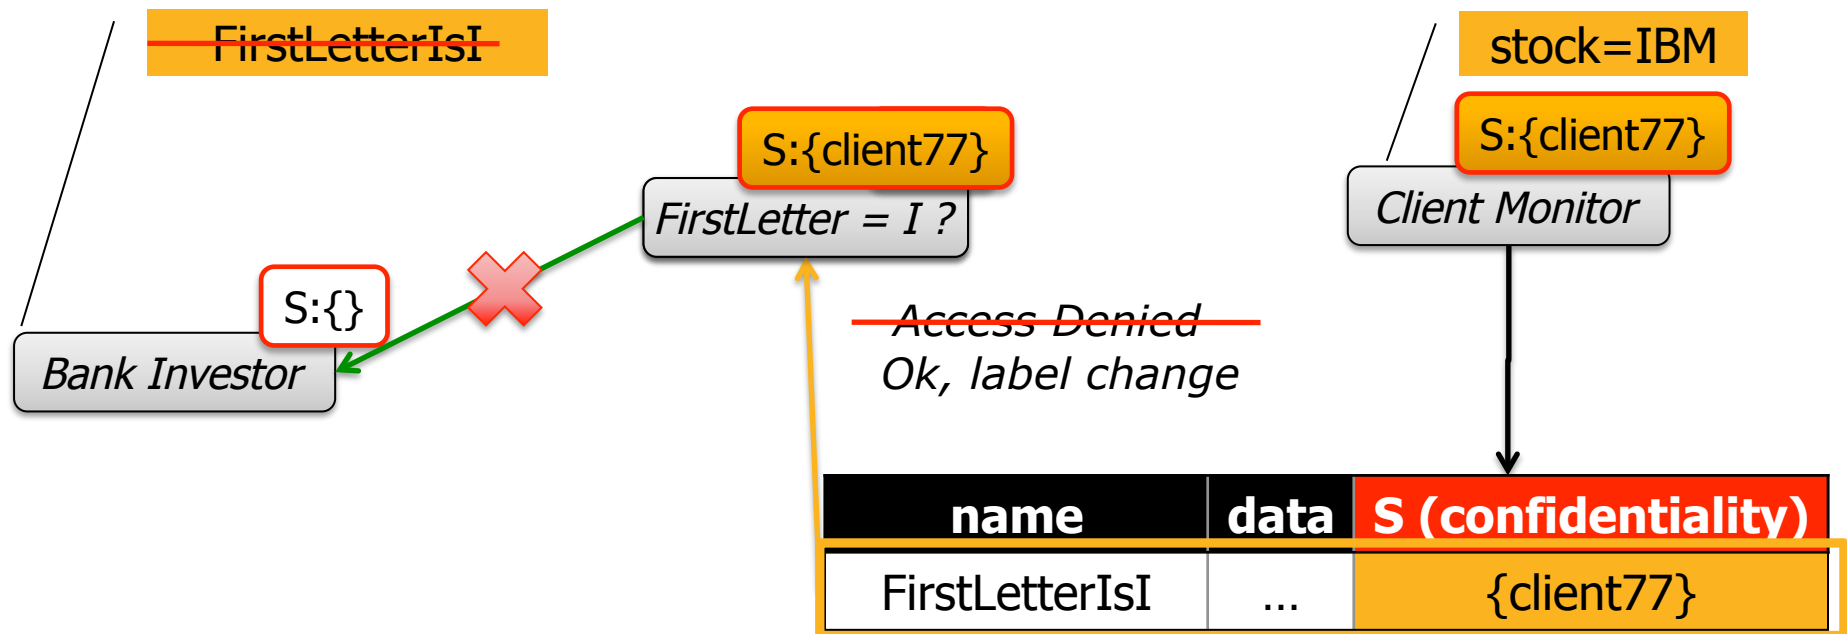 FirstLetterIsI
stock=IBM
S:{client77}
S:{client77}
FirstLetter = I ?
Client Monitor
S:{}
Bank Investor
Access Denied
Ok, label change
name data S (confidentiality)
FirstLetterIsI ... {client77}